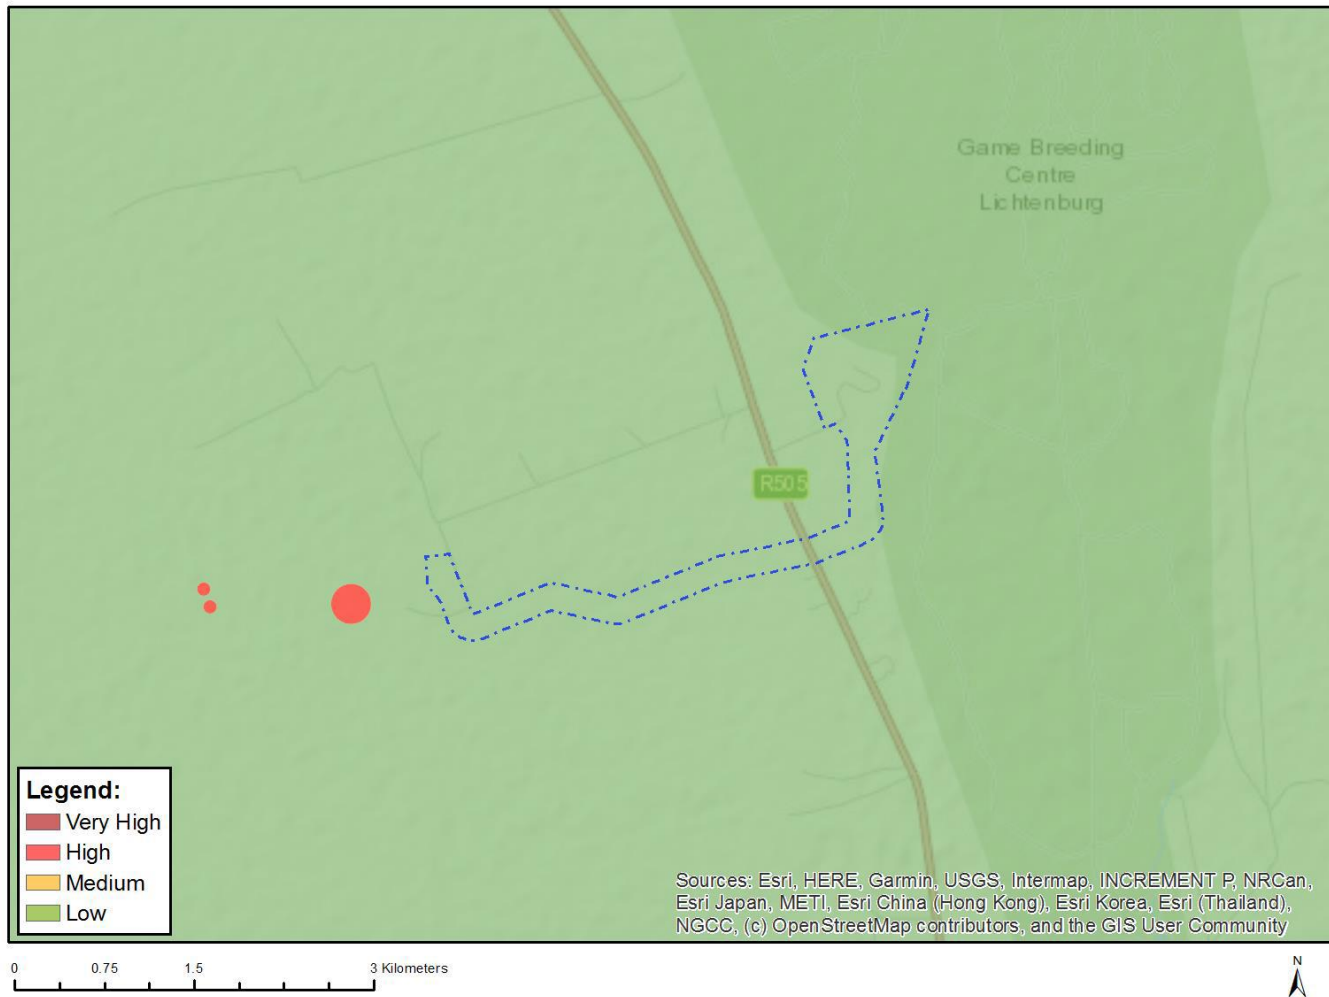 Game Breeding
Centre
Lichtenburg
R505
Legend:
Very High
High
Medium
Low
Sources: Esri, HERE, Garmin, USGS, Intermap, INCREMENT P, NRCan,
Esri Japan, METI, Esri China (Hong Kong), Esri Korea, Esri (Thailand),
NGCC, (c) OpenStreetMap contributors, and the GIS User Community
0 0.75 1.5 3 Kilometers
N